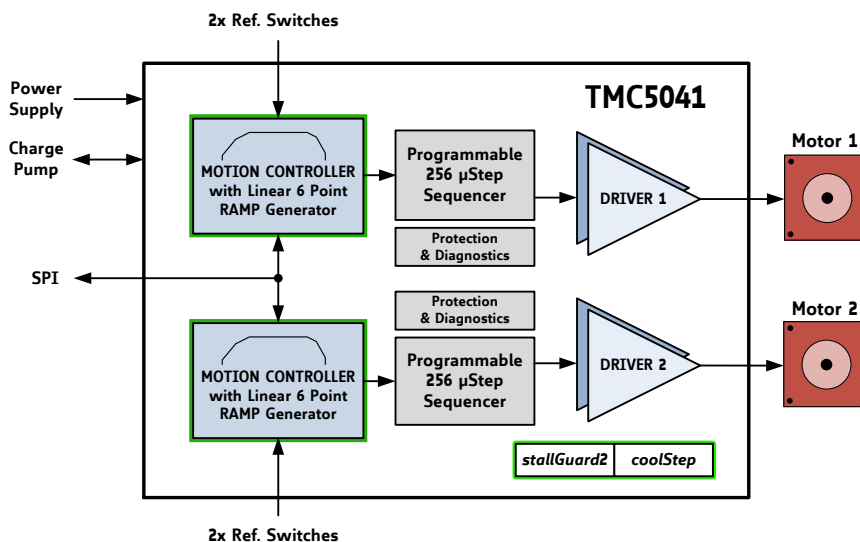 2x Ref. Switches
TMC5041
Power
Supply
Charge
Pump
MOTION CONTROLLER
with Linear 6 Point
RAMP Generator
Programmable
256 µStep
Sequencer
DRIVER 1
Motor 1
Protection
& Diagnostics
SPI
Protection
& Diagnostics
MOTION CONTROLLER
with Linear 6 Point
RAMP Generator
Programmable
256 µStep
Sequencer
DRIVER 2
Motor 2
stallGuard2 coolStep
2x Ref. Switches